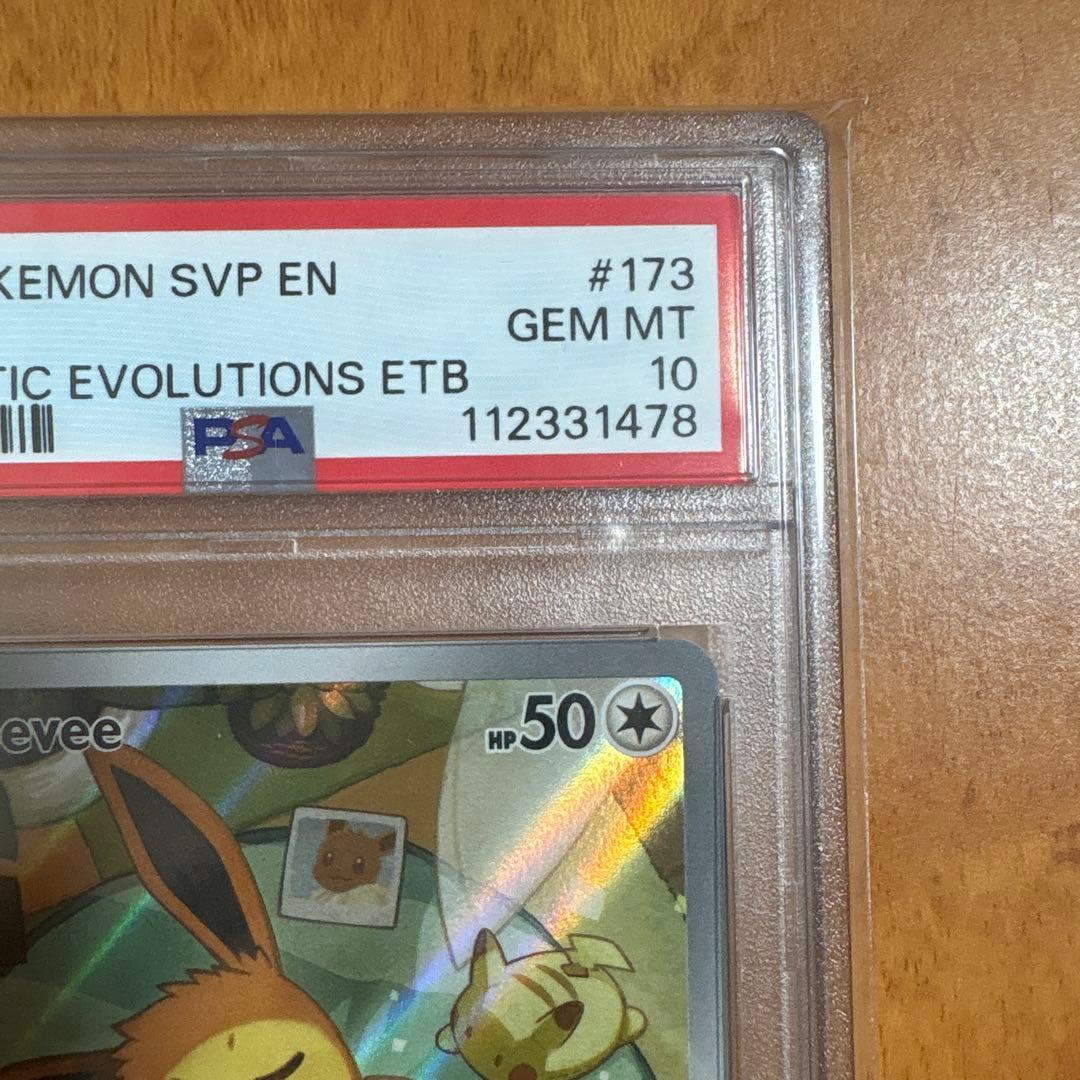 KEMON SVP EN #173
GEM MT
TIC EVOLUTIONS ETB 10
PSA 112331478
evee HP50